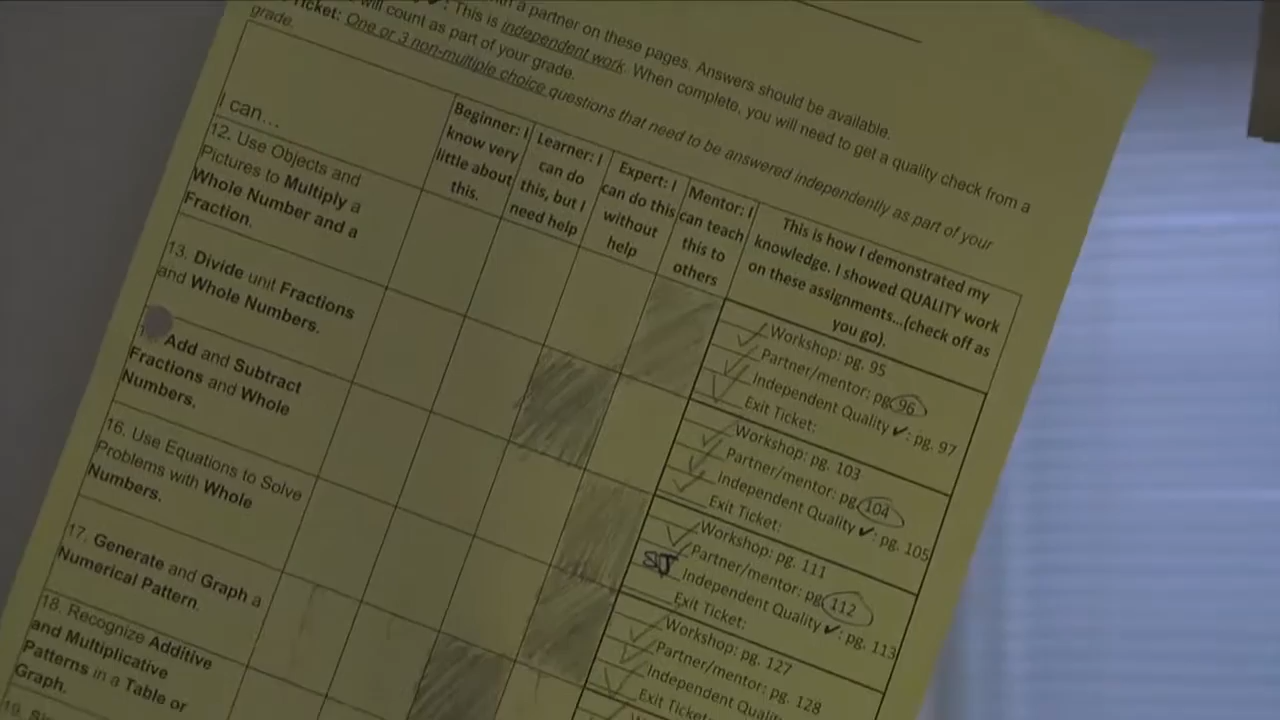 th a partner on these pages. Answers should be available.
: This is independent work. When complete, you will need to get a quality check from a
will count as part of your grade.
Ticket: One or 3 non-multiple choice questions that need to be answered independently as part of your
grade.
I can...
Beginner: I
know very
little about
this.
Learner: I
can do
this, but I
need help
Expert: I
can do this
without
help
Mentor: I
can teach
this to
others
This is how I demonstrated my
knowledge. I showed QUALITY work
on these assignments...(check off as
you go).
12. Use Objects and
Pictures to Multiply a
Whole Number and a
Fraction.
✓ Workshop: pg. 95
✓ Partner/mentor: pg 96
✓ Independent Quality ✔: pg. 97
Exit Ticket:
13. Divide unit Fractions
and Whole Numbers.
✓ Workshop: pg. 103
✓ Partner/mentor: pg. 104
✓ Independent Quality ✔: pg. 105
Exit Ticket:
Add and Subtract
Fractions and Whole
Numbers.
✓ Workshop: pg. 111
Partner/mentor: pg 112
Independent Quality ✔: pg. 113
Exit Ticket:
16. Use Equations to Solve
Problems with Whole
Numbers.
✓ Workshop: pg. 127
✓ Partner/mentor: pg. 128
✓ Independent Quality
Exit Ticket:
17. Generate and Graph a
Numerical Pattern.
18. Recognize Additive
and Multiplicative
Patterns in a Table or
Graph.
19.